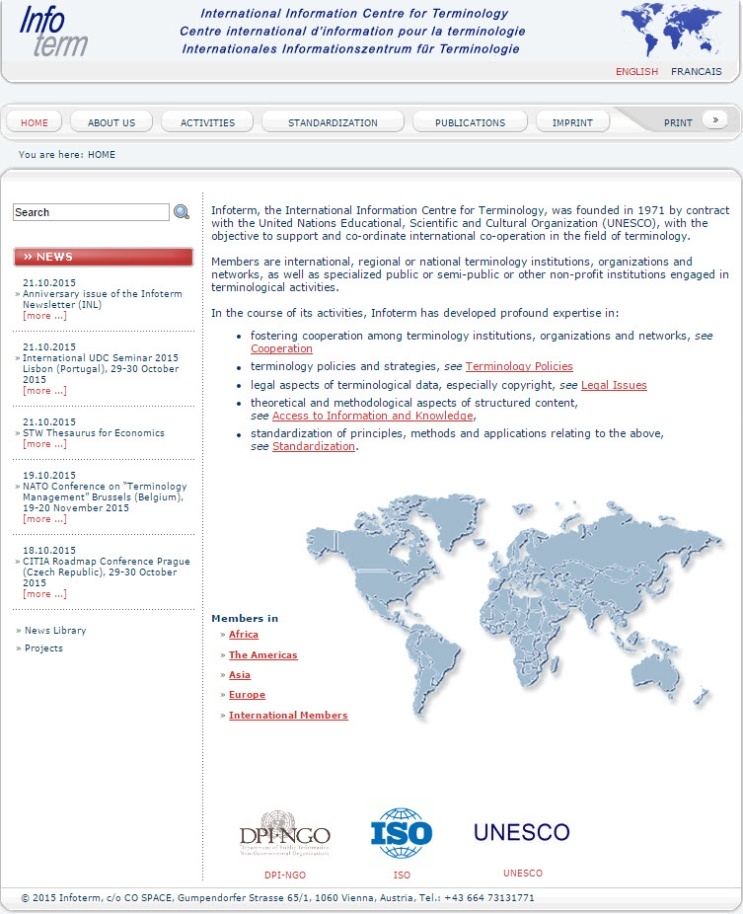 Info
term
International Information Centre for Terminology
Centre international d'information pour la terminologie
Internationales Informationszentrum für Terminologie
ENGLISH FRANCAIS
HOME ABOUT US ACTIVITIES STANDARDIZATION PUBLICATIONS IMPRINT PRINT »
You are here: HOME
Search
» NEWS
21.10.2015
» Anniversary issue of the Infoterm
Newsletter (INL)
[more ...]
21.10.2015
» International UDC Seminar 2015
Lisbon (Portugal), 29-30 October
2015
[more ...]
21.10.2015
» STW Thesaurus for Economics
[more ...]
19.10.2015
» NATO Conference on "Terminology
Management" Brussels (Belgium),
19-20 November 2015
[more ...]
18.10.2015
» CITIA Roadmap Conference Prague
(Czech Republic), 29-30 October
2015
[more ...]
» News Library
» Projects
Infoterm, the International Information Centre for Terminology, was founded in 1971 by contract
with the United Nations Educational, Scientific and Cultural Organization (UNESCO), with the
objective to support and co-ordinate international co-operation in the field of terminology.
Members are international, regional or national terminology institutions, organizations and
networks, as well as specialized public or semi-public or other non-profit institutions engaged in
terminological activities.
In the course of its activities, Infoterm has developed profound expertise in:
• fostering cooperation among terminology institutions, organizations and networks, see
Cooperation
• terminology policies and strategies, see Terminology Policies
• legal aspects of terminological data, especially copyright, see Legal Issues
• theoretical and methodological aspects of structured content,
see Access to Information and Knowledge,
• standardization of principles, methods and applications relating to the above,
see Standardization.
Members in
» Africa
» The Americas
» Asia
» Europe
» International Members
DPI-NGO
Department of Public Information
Non-Governmental Organizations
ISO
UNESCO
DPI-NGO ISO UNESCO
© 2015 Infoterm, c/o CO SPACE, Gumpendorfer Strasse 65/1, 1060 Vienna, Austria, Tel.: +43 664 73131771